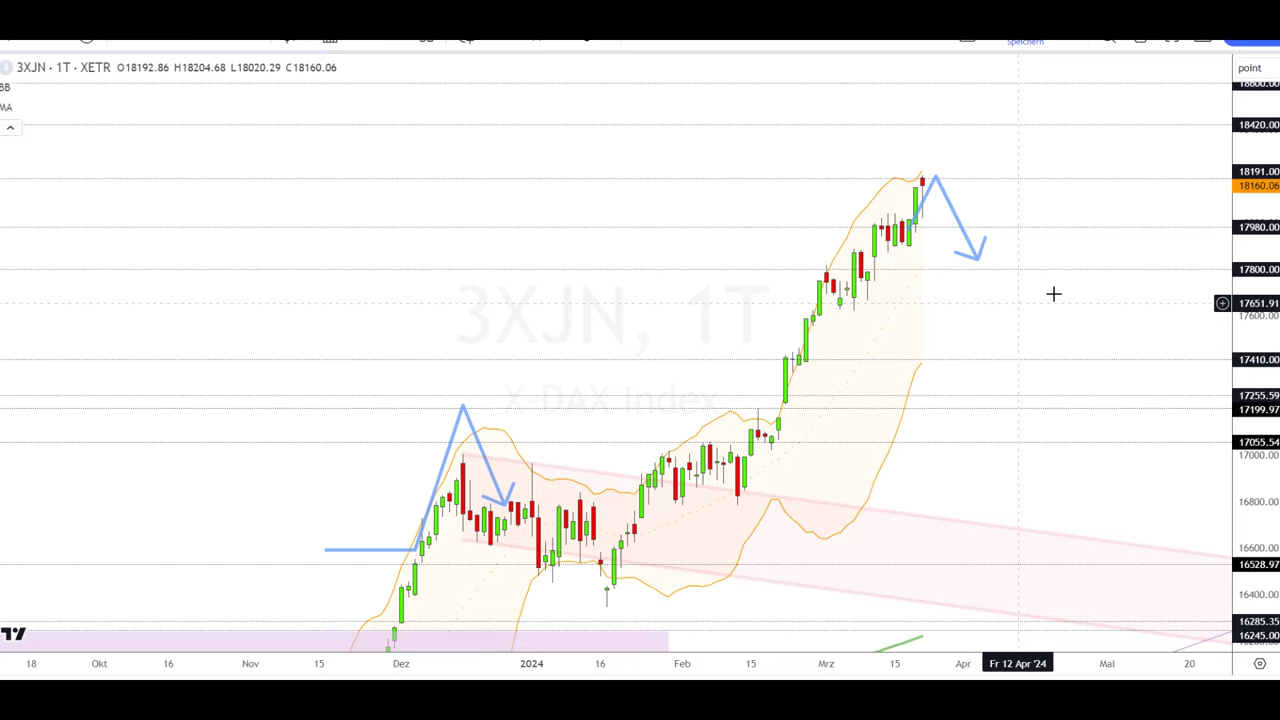 Speichern
3XJN · 1T · XETR O18192.86 H18204.68 L18020.29 C18160.06
point
BB
MA
18600.00
18420.00
18191.00
18160.06
17980.00
17800.00
17651.91
17600.00
17410.00
17255.59
17199.97
17055.54
17000.00
16800.00
16600.00
16528.97
16400.00
16285.35
16245.00
3XJN, 1T
X-DAX Index
18 Okt 16 Nov 15 Dez 2024 16 Feb 15 Mrz 15 Apr Fr 12 Apr '24 Mai 20